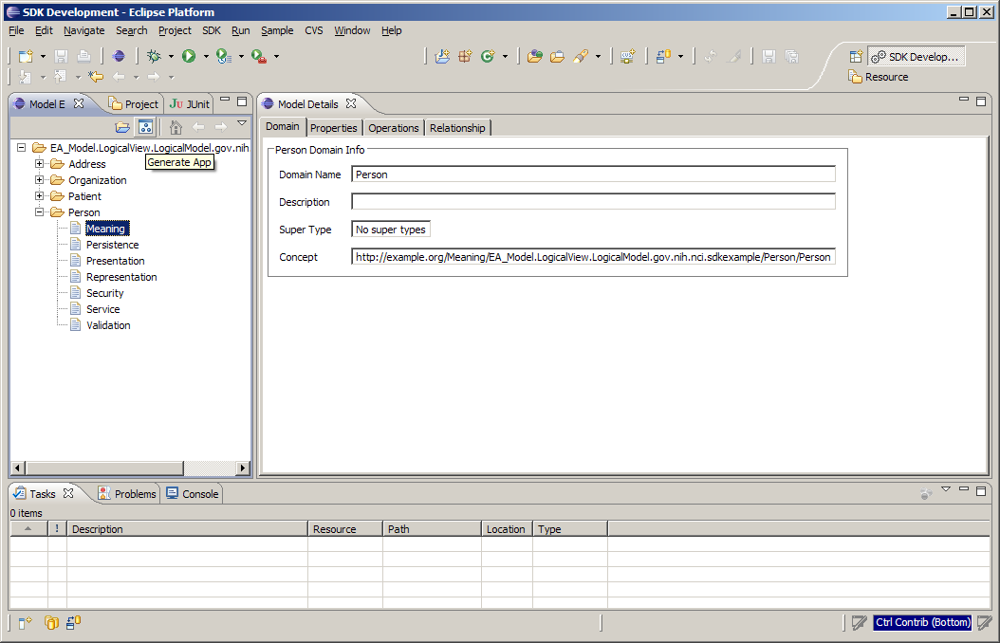 SDK Development - Eclipse Platform
File Edit Navigate Search Project SDK Run Sample CVS Window Help
SDK Develop...
Resource
Model E Project JUnit
Model Details
Domain Properties Operations Relationship
EA_Model.LogicalView.LogicalModel.gov.nih.
Generate App
Address
Organization
Patient
Person
Meaning
Persistence
Presentation
Representation
Security
Service
Validation
Person Domain Info
Domain Name Person
Description
Super Type No super types
Concept http://example.org/Meaning/EA_Model.LogicalView.LogicalModel.gov.nih.nci.sdkexample/Person/Person
Tasks Problems Console
0 items
! Description Resource Path Location Type
Ctrl Contrib (Bottom)